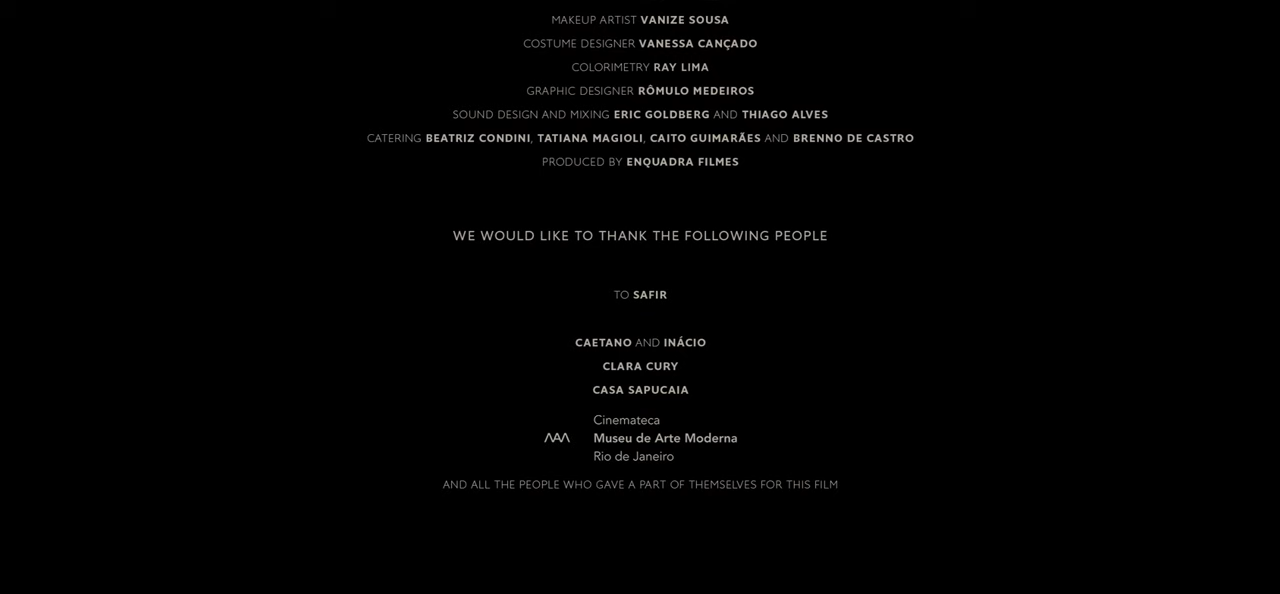 MAKEUP ARTIST VANIZE SOUSA
COSTUME DESIGNER VANESSA CANÇADO
COLORIMETRY RAY LIMA
GRAPHIC DESIGNER RÔMULO MEDEIROS
SOUND DESIGN AND MIXING ERIC GOLDBERG AND THIAGO ALVES
CATERING BEATRIZ CONDINI, TATIANA MAGIOLI, CAITO GUIMARÃES AND BRENNO DE CASTRO
PRODUCED BY ENQUADRA FILMES
WE WOULD LIKE TO THANK THE FOLLOWING PEOPLE
TO SAFIR
CAETANO AND INÁCIO
CLARA CURY
CASA SAPUCAIA
Cinemateca
Museu de Arte Moderna
Rio de Janeiro
AND ALL THE PEOPLE WHO GAVE A PART OF THEMSELVES FOR THIS FILM